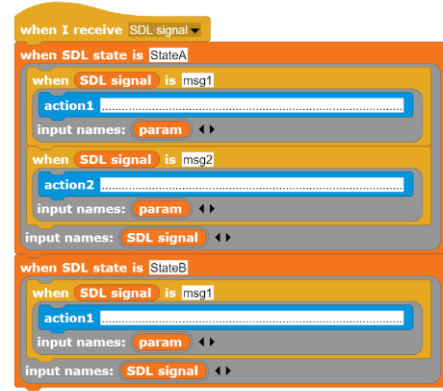 when I receive SDL signal
when SDL state is StateA
when SDL signal is msg1
action1 ........................................................................
input names: param
when SDL signal is msg2
action2 ........................................................................
input names: param
input names: SDL signal
when SDL state is StateB
when SDL signal is msg1
action1 ........................................................................
input names: param
input names: SDL signal